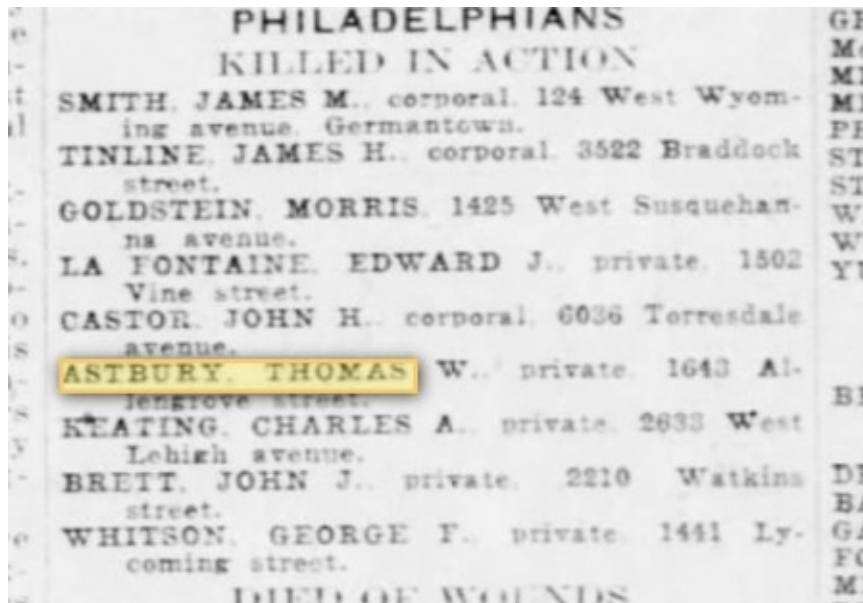 PHILADELPHIANS
KILLED IN ACTION
SMITH, JAMES M., corporal, 124 West Wyom-
ing avenue, Germantown.
TINLINE, JAMES H., corporal, 3522 Braddock
street.
GOLDSTEIN, MORRIS, 1425 West Susquehan-
na avenue.
LA FONTAINE, EDWARD J., private, 1502
Vine street.
CASTOR, JOHN H., corporal, 6036 Torresdale
avenue.
ASTBURY, THOMAS W., private, 1643 Al-
lengrove street.
KEATING, CHARLES A., private, 2633 West
Lehigh avenue.
BRETT, JOHN J., private, 2210 Watkins
street.
WHITSON, GEORGE F., private, 1441 Ly-
coming street.
DIED OF WOUNDS